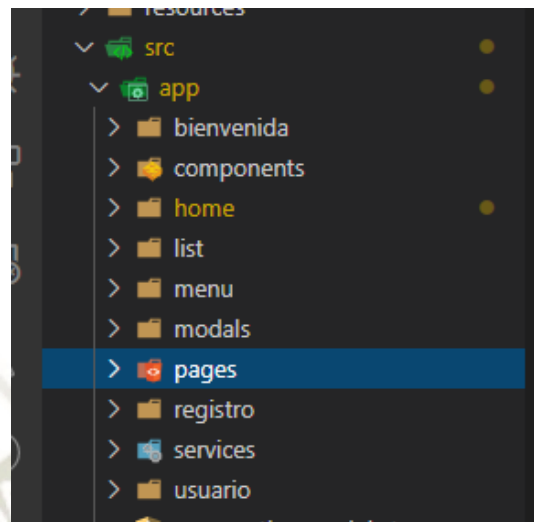 resources
src
app
bienvenida
components
home
list
menu
modals
pages
registro
services
usuario